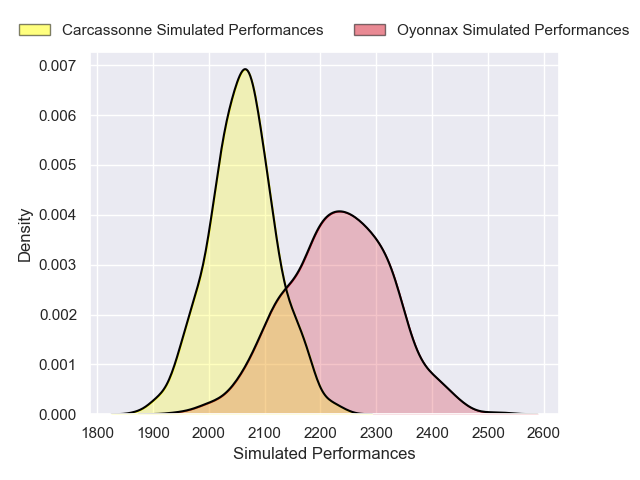 Carcassonne Simulated Performances Oyonnax Simulated Performances
0.007
0.006
0.005
0.004
0.003
0.002
0.001
0.000
Density
1800 1900 2000 2100 2200 2300 2400 2500 2600
Simulated Performances